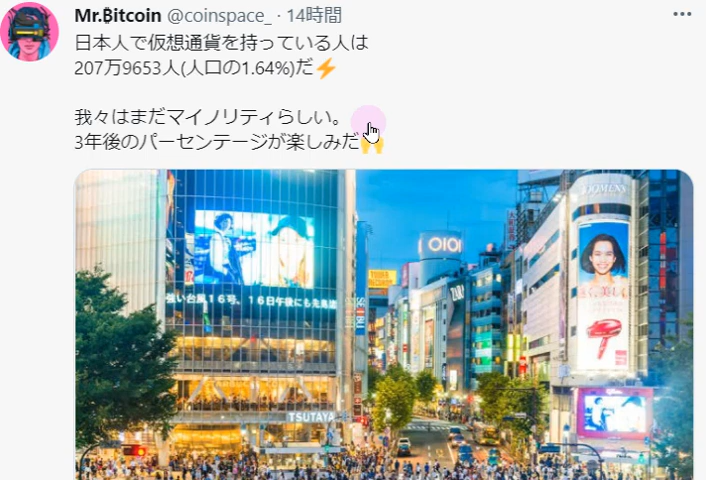 Mr.₿itcoin @coinspace_ · 14時間
日本人で仮想通貨を持っている人は
207万9653人(人口の1.64%)だ⚡
我々はまだマイノリティらしい。
3年後のパーセンテージが楽しみだ🙌
OIOI
ZARA
強い台風16号。16日午後にも先島諸
TSUTAYA